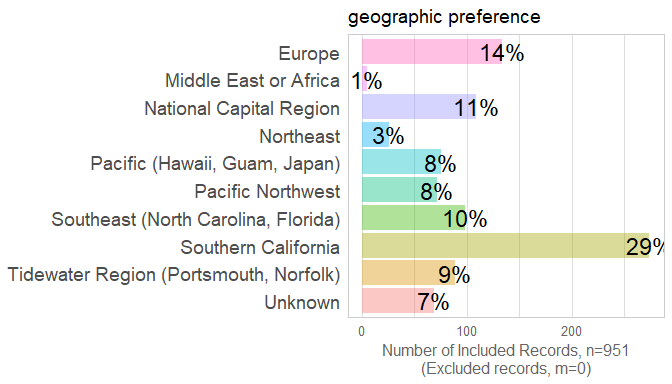 geographic preference
Europe 14%
Middle East or Africa 1%
National Capital Region 11%
Northeast 3%
Pacific (Hawaii, Guam, Japan) 8%
Pacific Northwest 8%
Southeast (North Carolina, Florida) 10%
Southern California 29%
Tidewater Region (Portsmouth, Norfolk) 9%
Unknown 7%
0 100 200
Number of Included Records, n=951
(Excluded records, m=0)